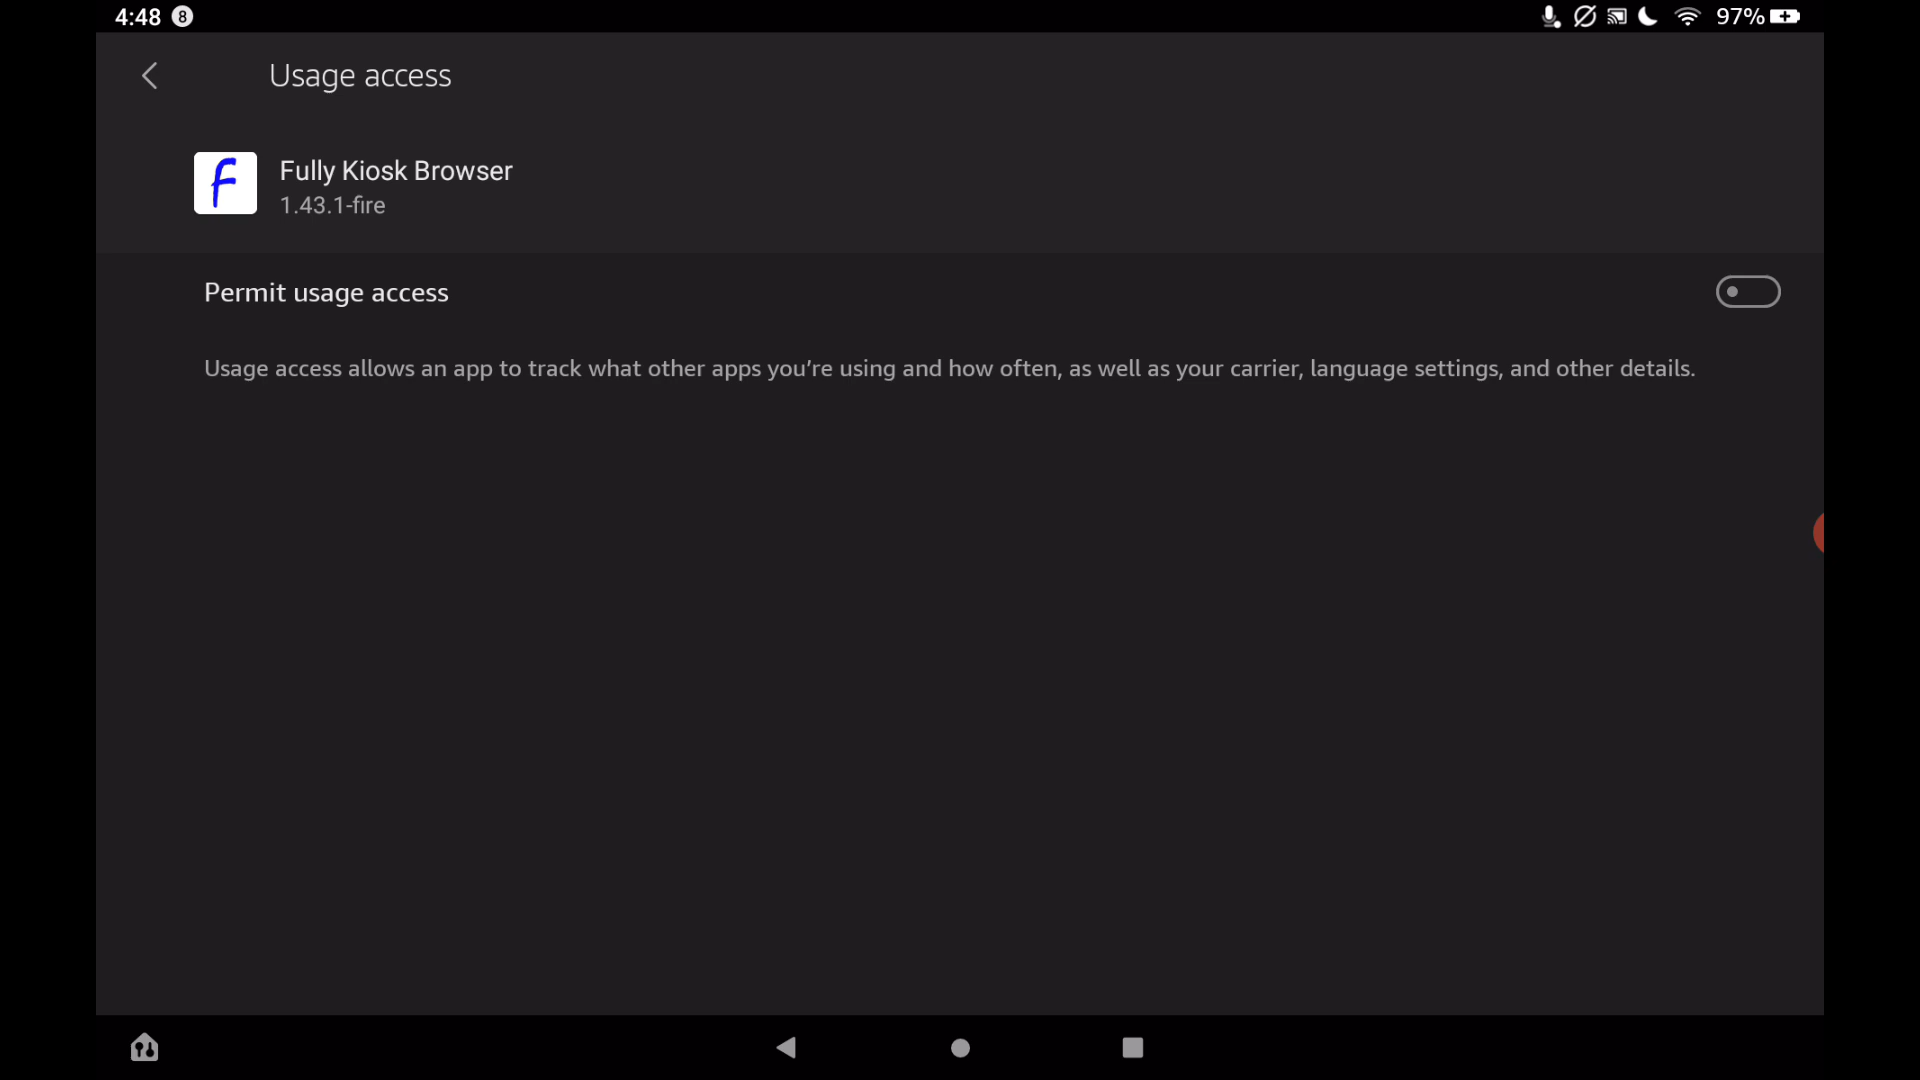 4:48 8 97%
Usage access
Fully Kiosk Browser
1.43.1-fire
Permit usage access
Usage access allows an app to track what other apps you’re using and how often, as well as your carrier, language settings, and other details.